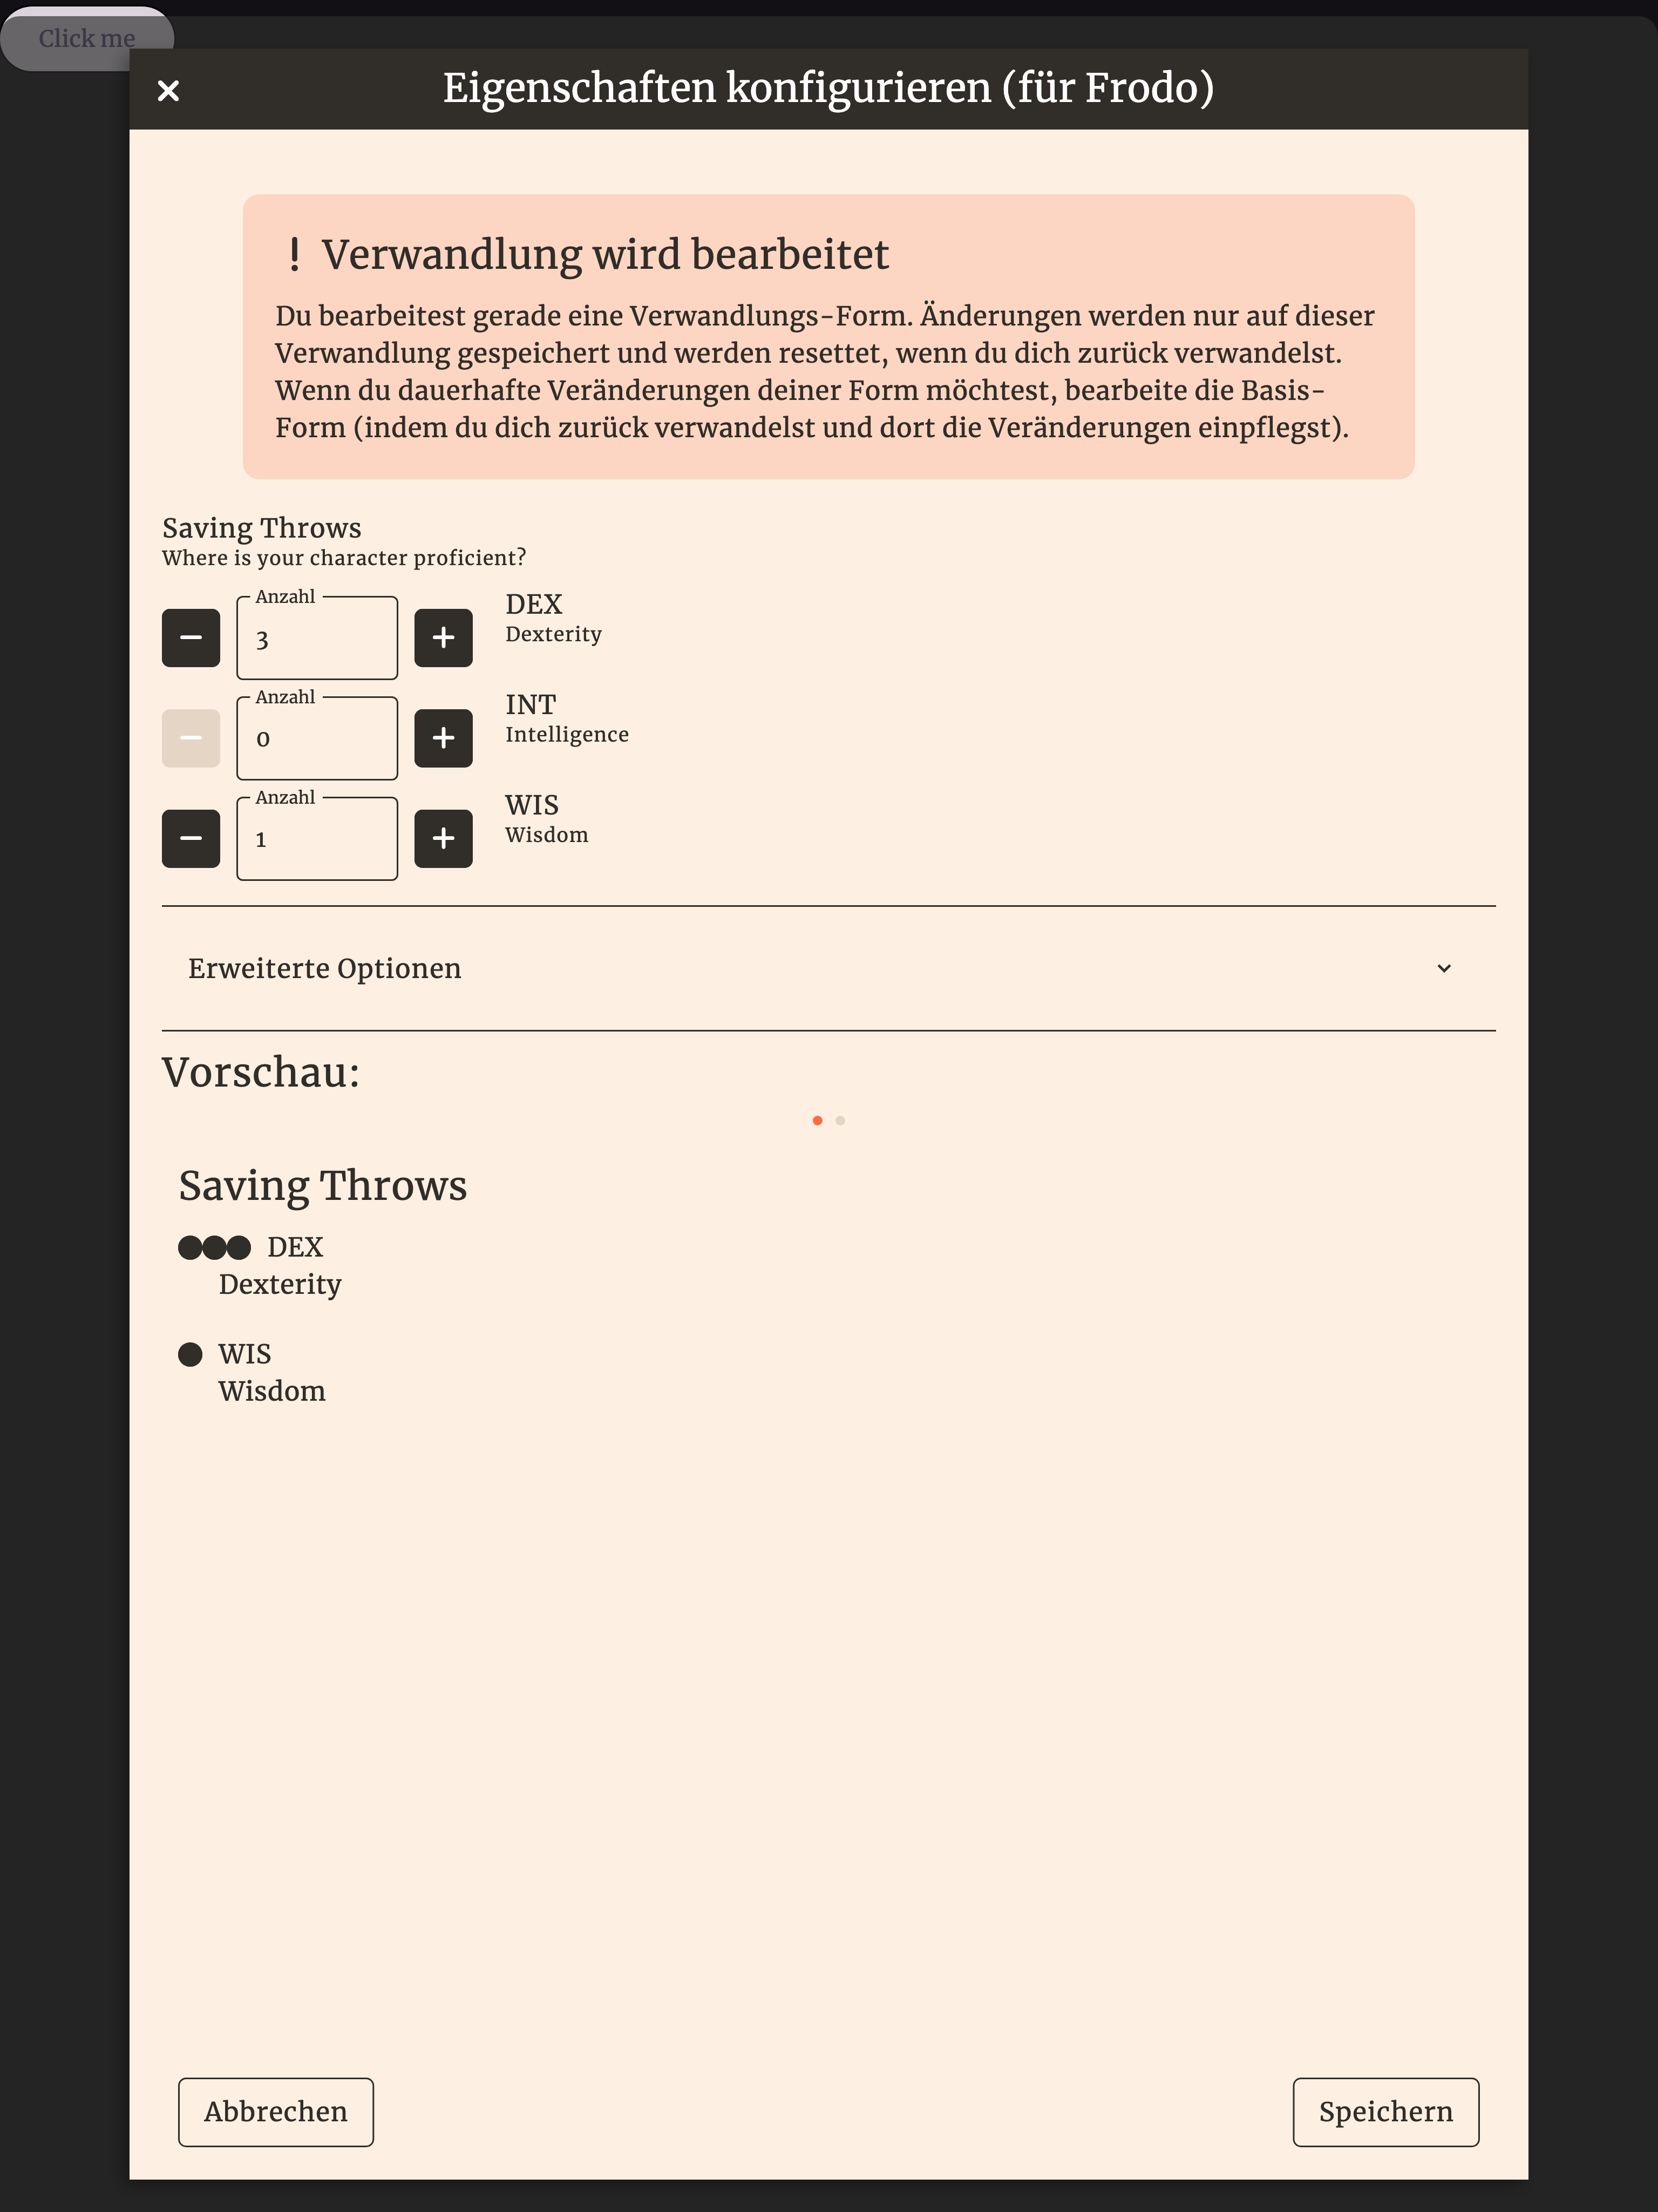 Click me
Eigenschaften konfigurieren (für Frodo)
! Verwandlung wird bearbeitet
Du bearbeitest gerade eine Verwandlungs-Form. Änderungen werden nur auf dieser
Verwandlung gespeichert und werden resettet, wenn du dich zurück verwandelst.
Wenn du dauerhafte Veränderungen deiner Form möchtest, bearbeite die Basis-
Form (indem du dich zurück verwandelst und dort die Veränderungen einpflegst).
Saving Throws
Where is your character proficient?
Anzahl
3
DEX
Dexterity
Anzahl
0
INT
Intelligence
Anzahl
1
WIS
Wisdom
Erweiterte Optionen
Vorschau:
Saving Throws
DEX
Dexterity
WIS
Wisdom
Abbrechen
Speichern